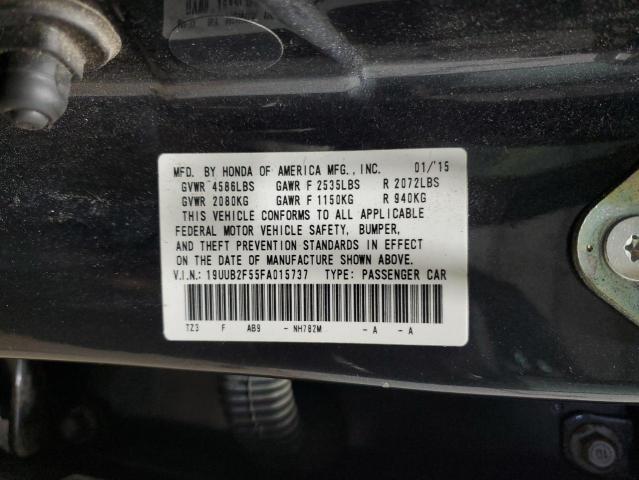 MFD. BY HONDA OF AMERICA MFG., INC. 01/'15
GVWR 4586LBS GAWR F 2535LBS R 2072LBS
GVWR 2080KG GAWR F 1150KG R 940KG
THIS VEHICLE CONFORMS TO ALL APPLICABLE
FEDERAL MOTOR VEHICLE SAFETY, BUMPER,
AND THEFT PREVENTION STANDARDS IN EFFECT
ON THE DATE OF MANUFACTURE SHOWN ABOVE.
V.I.N.: 19UUB2F55FA015737 TYPE: PASSENGER CAR
TZ3 F AB9 - NH782M - A - A